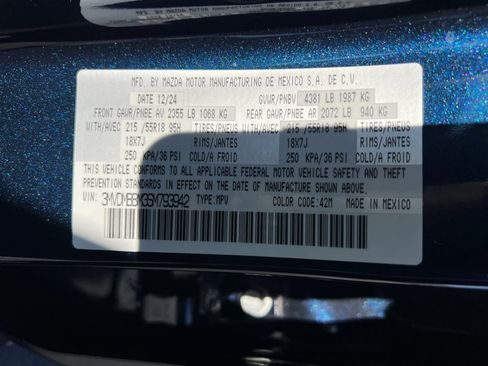 MFD. BY MAZDA MOTOR MANUFACTURING DE MEXICO S.A. DE C.V.
DATE 12/24 GVWR/PNBV 4381 LB 1987 KG
FRONT GAWR/PNBE AV 2355 LB 1068 KG REAR GAWR/PNBE AR 2072 LB 940 KG
WITH/AVEC 215/55R18 95H TIRES/PNEUS WITH/AVEC 215/55R18 95H TIRES/PNEUS
18X7J RIMS/JANTES 18X7J RIMS/JANTES
250 KPA/36 PSI COLD/A FROID 250 KPA/36 PSI COLD/A FROID
THIS VEHICLE CONFORMS TO ALL APPLICABLE FEDERAL MOTOR VEHICLE SAFETY AND THEFT
PREVENTION STANDARDS IN EFFECT ON THE DATE OF MANUFACTURE SHOWN ABOVE.
VIN: TYPE:MPV COLOR CODE:42M MADE IN MEXICO